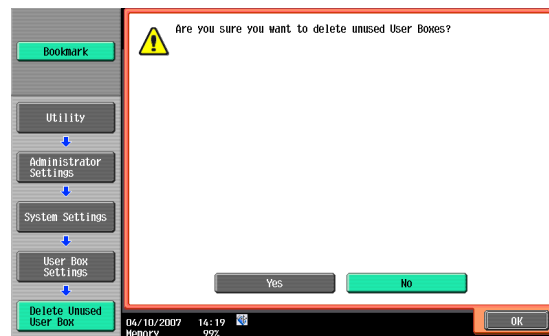 Bookmark
Are you sure you want to delete unused User Boxes?
Utility
Administrator
Settings
System Settings
User Box
Settings
Delete Unused
User Box
Yes
No
04/10/2007 14:19
Memory 99%
OK